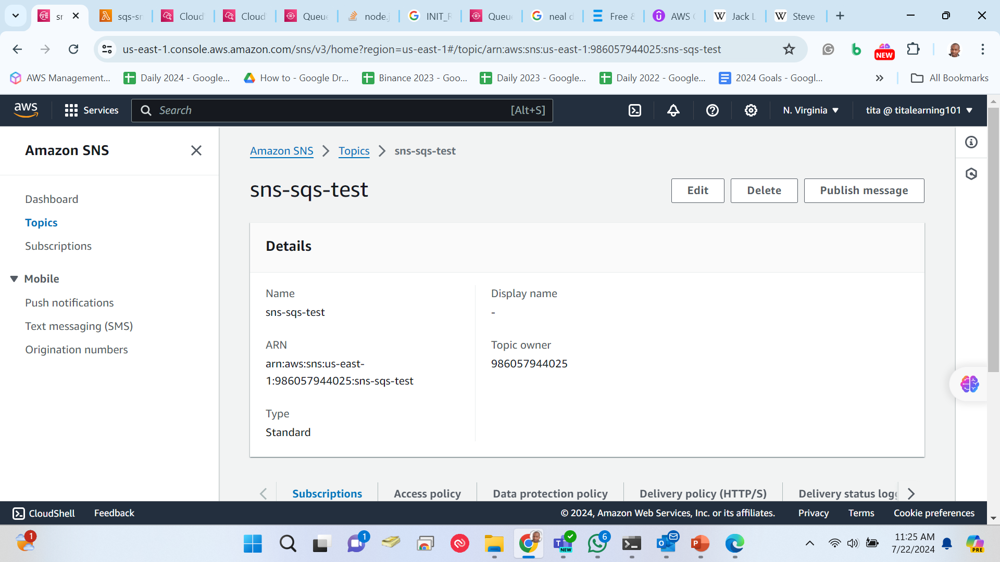 sr
sqs-sr
Cloud
Cloud
Queue
node.j
INIT_R
Queue
neal d
Free &
AWS
Jack L
Steve
us-east-1.console.aws.amazon.com/sns/v3/home?region=us-east-1#/topic/arn:aws:sns:us-east-1:986057944025:sns-sqs-test
NEW
AWS Management...
Daily 2024 - Google...
How to - Google Dr...
Binance 2023 - Goo...
Daily 2023 - Google...
Daily 2022 - Google...
2024 Goals - Googl...
All Bookmarks
aws
Services
Search
[Alt+S]
N. Virginia
tita @ titalearning101
Amazon SNS
Dashboard
Topics
Subscriptions
Mobile
Push notifications
Text messaging (SMS)
Origination numbers
Amazon SNS
Topics
sns-sqs-test
sns-sqs-test
Edit
Delete
Publish message
Details
Name
sns-sqs-test
ARN
arn:aws:sns:us-east-
1:986057944025:sns-sqs-test
Type
Standard
Display name
-
Topic owner
986057944025
Subscriptions
Access policy
Data protection policy
Delivery policy (HTTP/S)
Delivery status logg
CloudShell
Feedback
© 2024, Amazon Web Services, Inc. or its affiliates.
Privacy
Terms
Cookie preferences
1
1
NEW
6
11:25 AM
7/22/2024
PRE